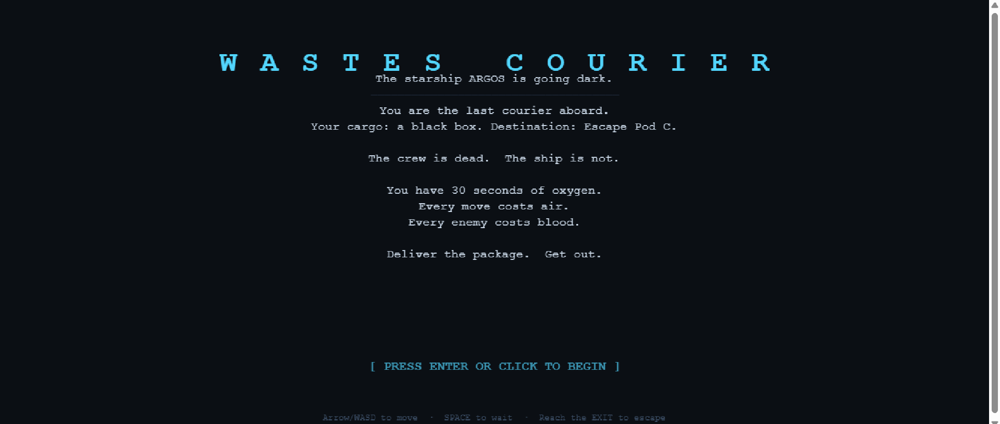 WASTES COURIER
The starship ARGOS is going dark.
You are the last courier aboard.
Your cargo: a black box. Destination: Escape Pod C.
The crew is dead. The ship is not.
You have 30 seconds of oxygen.
Every move costs air.
Every enemy costs blood.
Deliver the package. Get out.
[ PRESS ENTER OR CLICK TO BEGIN ]
Arrow/WASD to move · SPACE to wait · Reach the EXIT to escape